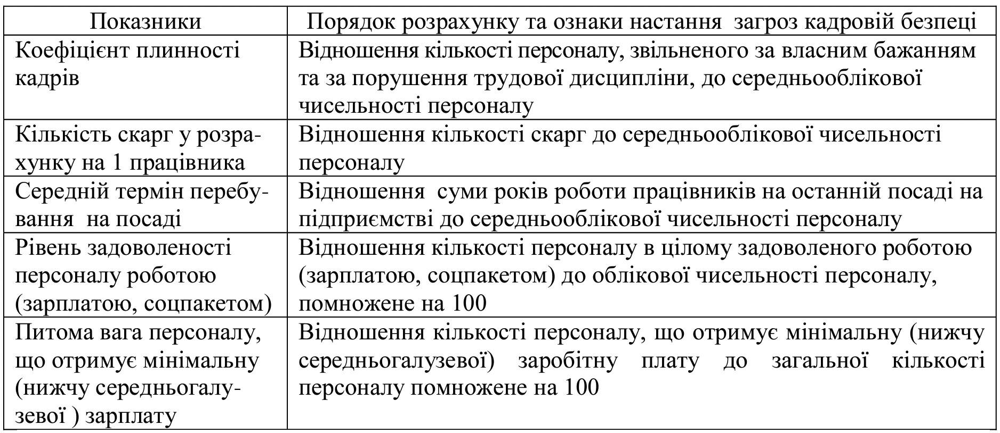 Показники
Порядок розрахунку та ознаки настання загроз кадровій безпеці
Коефіцієнт плинності
кадрів
Відношення кількості персоналу, звільненого за власним бажанням
та за порушення трудової дисципліни, до середньооблікової
чисельності персоналу
Кількість скарг у розра-
хунку на 1 працівника
Відношення кількості скарг до середньооблікової чисельності
персоналу
Середній термін перебу-
вання на посаді
Відношення суми років роботи працівників на останній посаді на
підприємстві до середньооблікової чисельності персоналу
Рівень задоволеності
персоналу роботою
(зарплатою, соцпакетом)
Відношення кількості персоналу в цілому задоволеного роботою
(зарплатою, соцпакетом) до облікової чисельності персоналу,
помножене на 100
Питома вага персоналу,
що отримує мінімальну
(нижчу середньогалу-
зевої ) зарплату
Відношення кількості персоналу, що отримує мінімальну (нижчу
середньогалузевої) заробітну плату до загальної кількості
персоналу помножене на 100